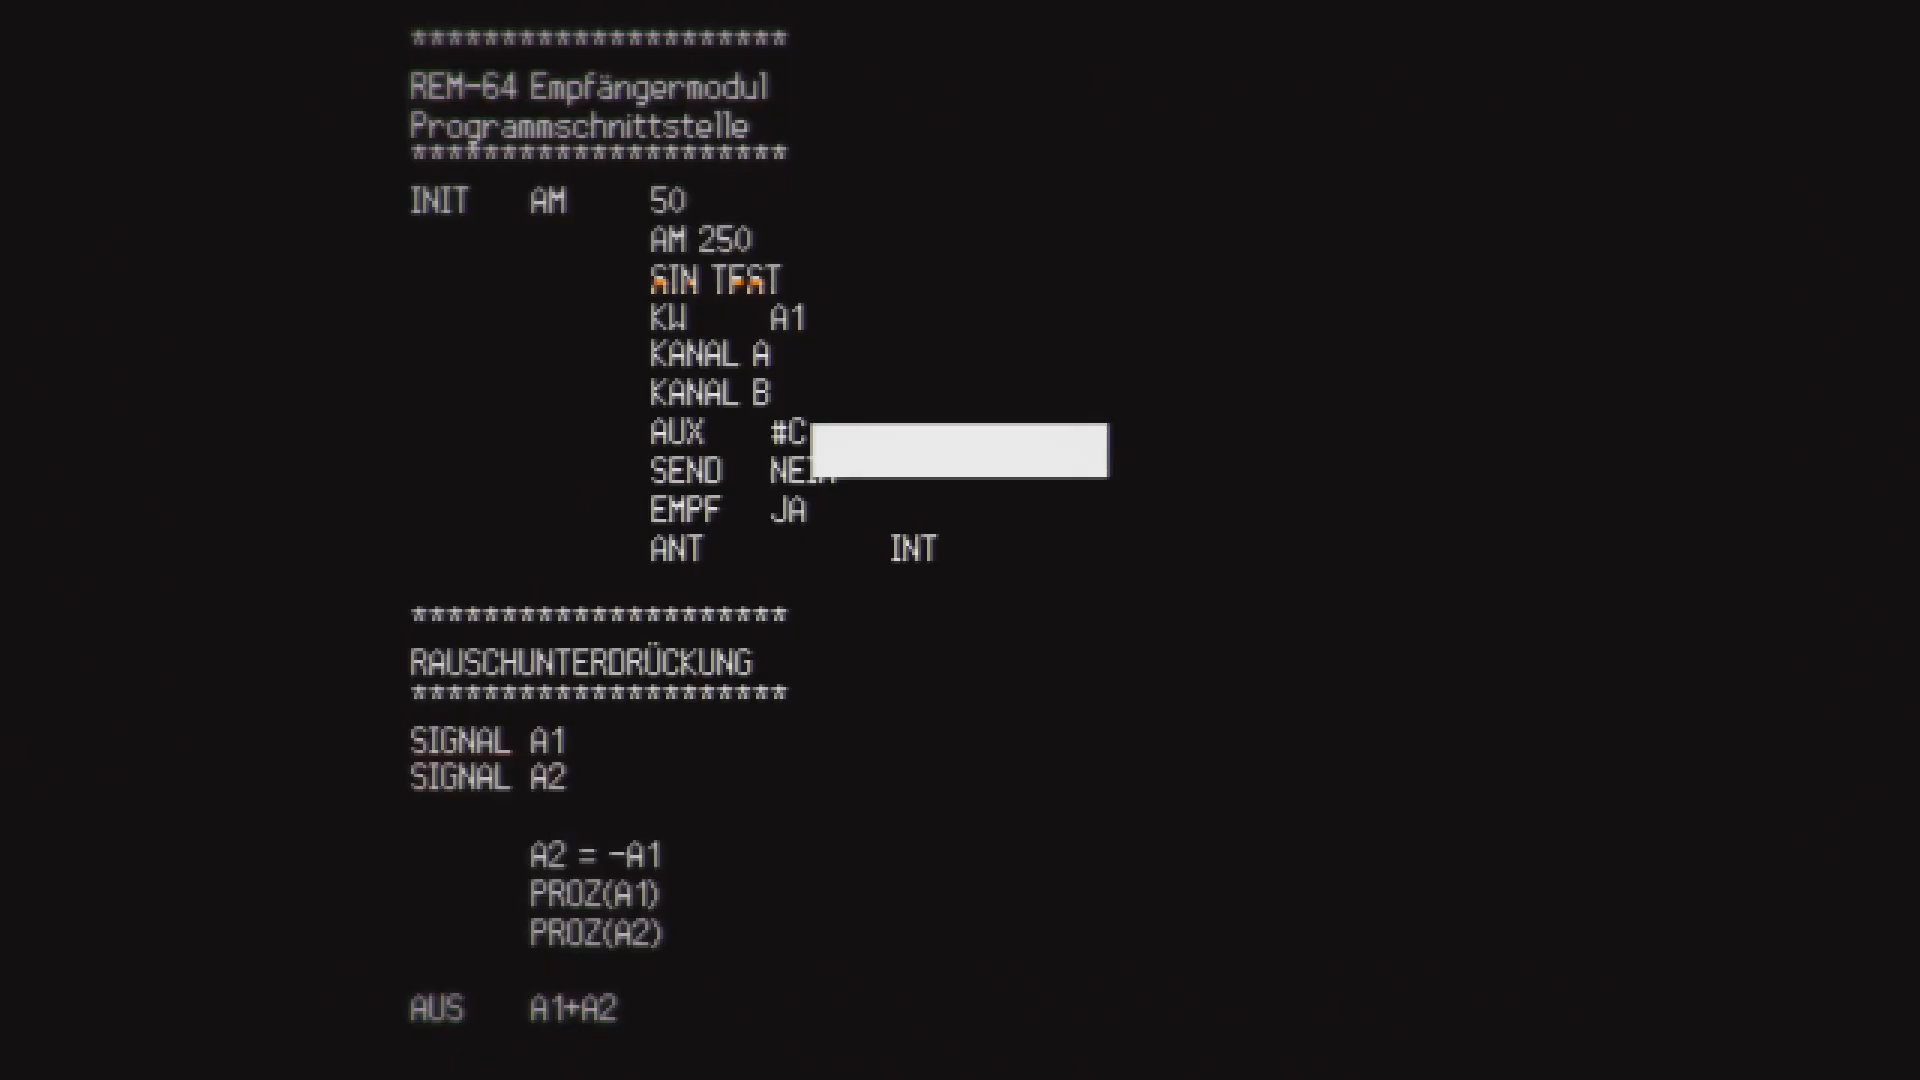 *********************
REM-64 Empfängermodul
Programmschnittstelle
*********************
INIT AM 50
AM 250
KW A1
KANAL A
KANAL B
AUX #C
SEND
EMPF JA
ANT INT
*********************
RAUSCHUNTERDRÜCKUNG
*********************
SIGNAL A1
SIGNAL A2
A2 = -A1
PROZ(A1)
PROZ(A2)
AUS A1+A2